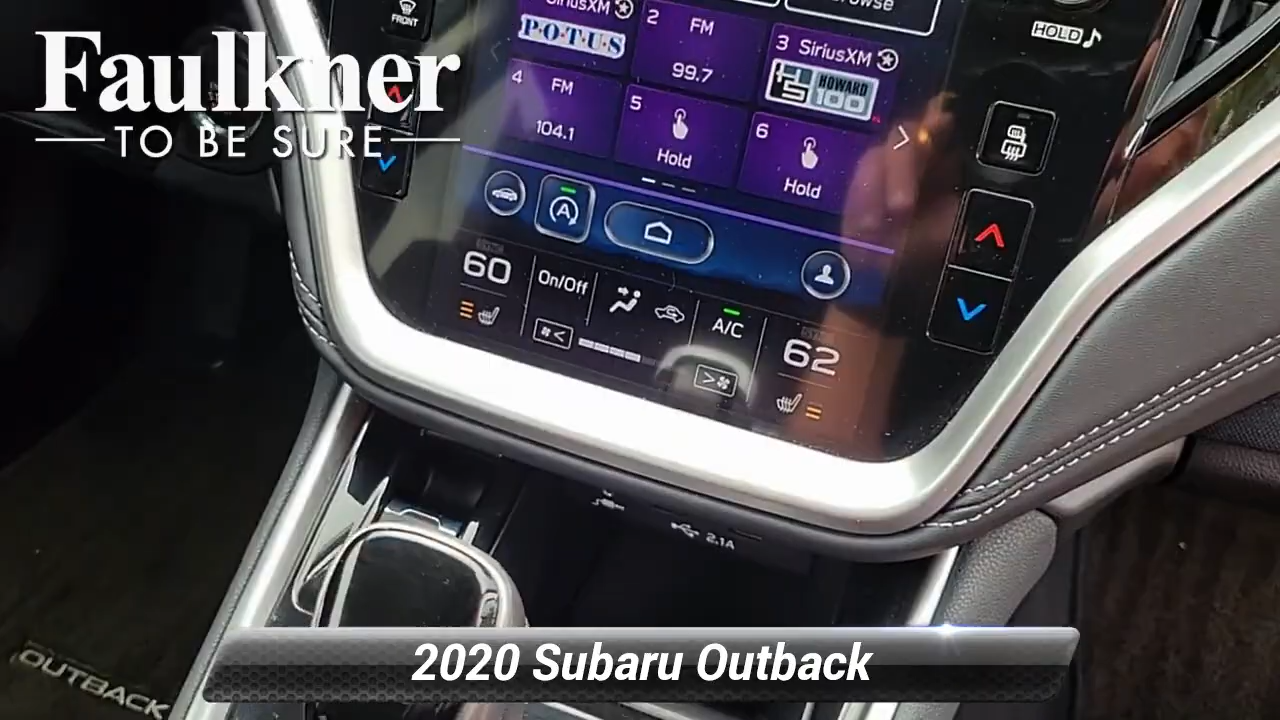 Faulkner
TO BE SURE
FRONT
SiriusXM
P·O·T·U·S
2
FM
99.7
3 SiriusXM
HOWARD
100
4
FM
104.1
5
Hold
6
Hold
HOLD
A
60
On/Off
A/C
62
2.1A
OUTBACK
2020 Subaru Outback